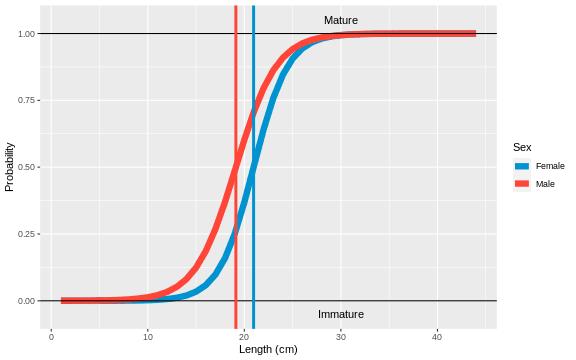 Mature
1.00
0.75
0.50
0.25
0.00
Probability
Immature
0
10
20
30
40
Length (cm)
Sex
Female
Male